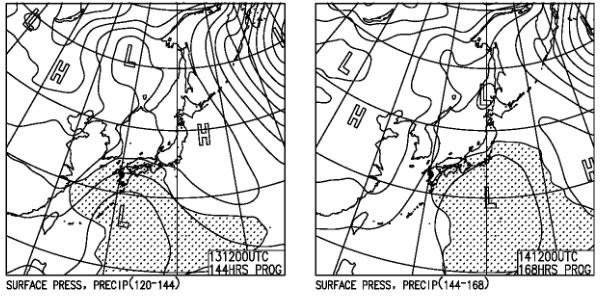 L
H
H
L
131200UTC
144HRS PROG
SURFACE PRESS, PRECIP(120-144)
L
H
L
H
L
141200UTC
168HRS PROG
SURFACE PRESS, PRECIP(144-168)